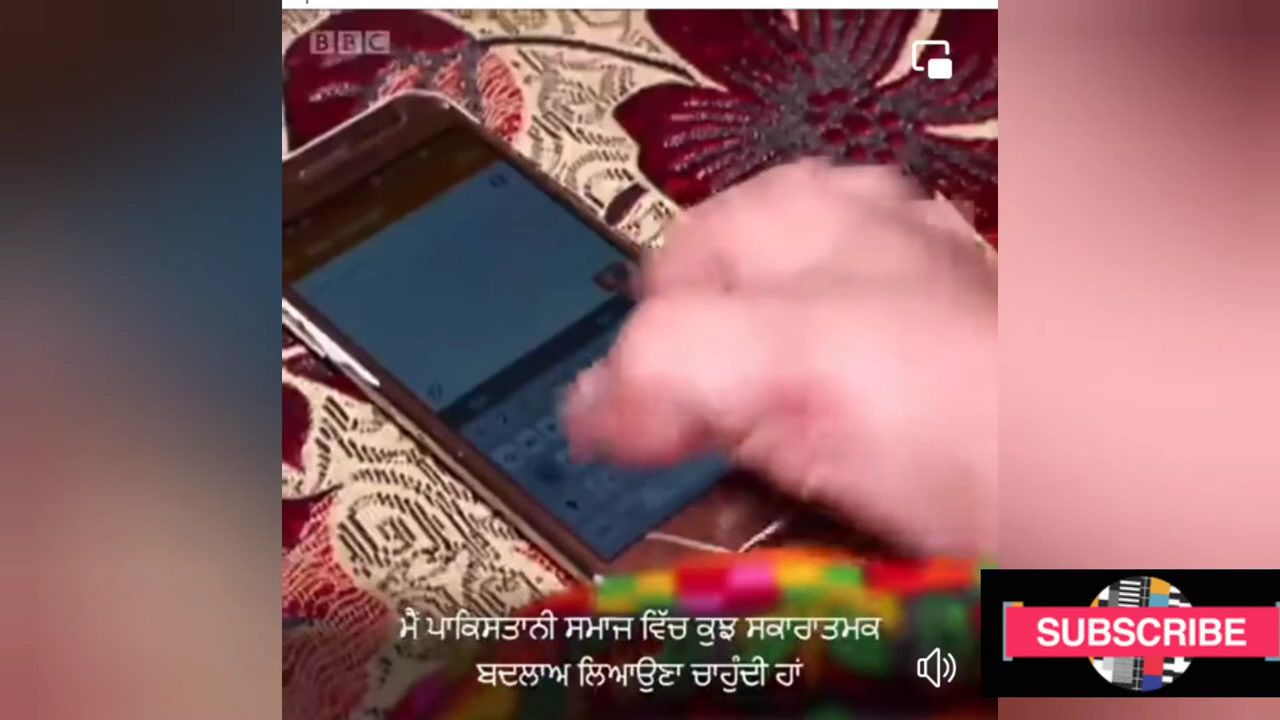 BBC
ਮੈਂ ਪਾਕਿਸਤਾਨੀ ਸਮਾਜ ਵਿੱਚ ਕੁਝ ਸਕਾਰਾਤਮਕ
ਬਦਲਾਅ ਲਿਆਉਣਾ ਚਾਹੁੰਦੀ ਹਾਂ
SUBSCRIBE